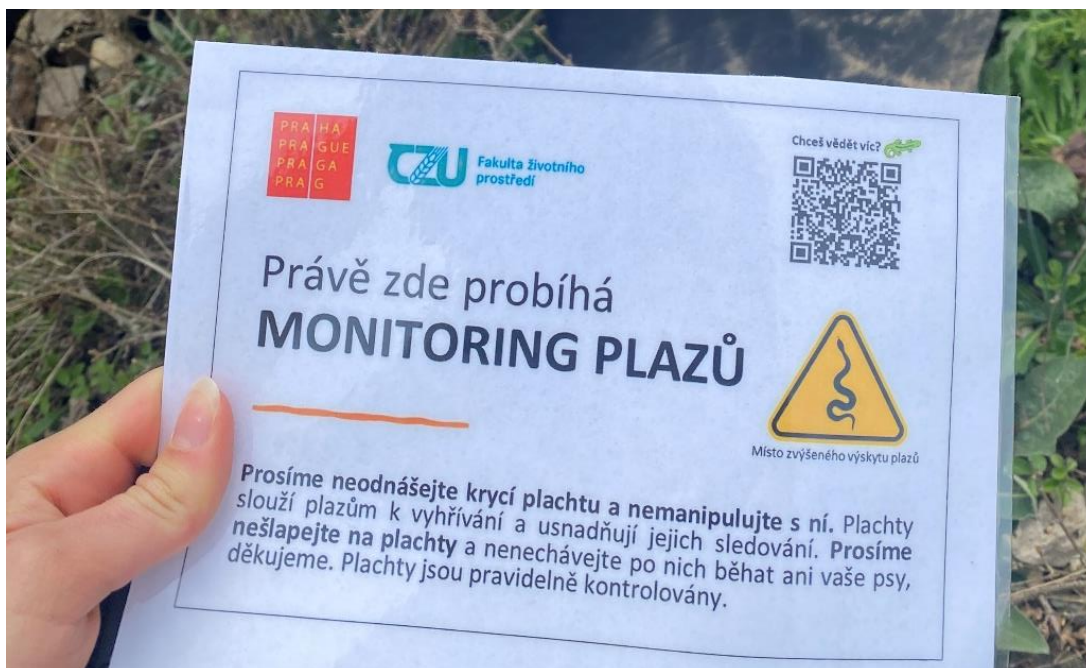 PRA HA
PRA GUE
PRA GA
PRA G
CZU
Fakulta životního
prostředí
Chceš vědět víc?
Právě zde probíhá
MONITORING PLAZŮ
Místo zvýšeného výskytu plazů
Prosíme neodnášejte krycí plachtu a nemanipulujte s ní. Plachty
slouží plazům k vyhřívání a usnadňují jejich sledování. Prosíme
nešlapejte na plachty a nenechávejte po nich běhat ani vaše psy,
děkujeme. Plachty jsou pravidelně kontrolovány.